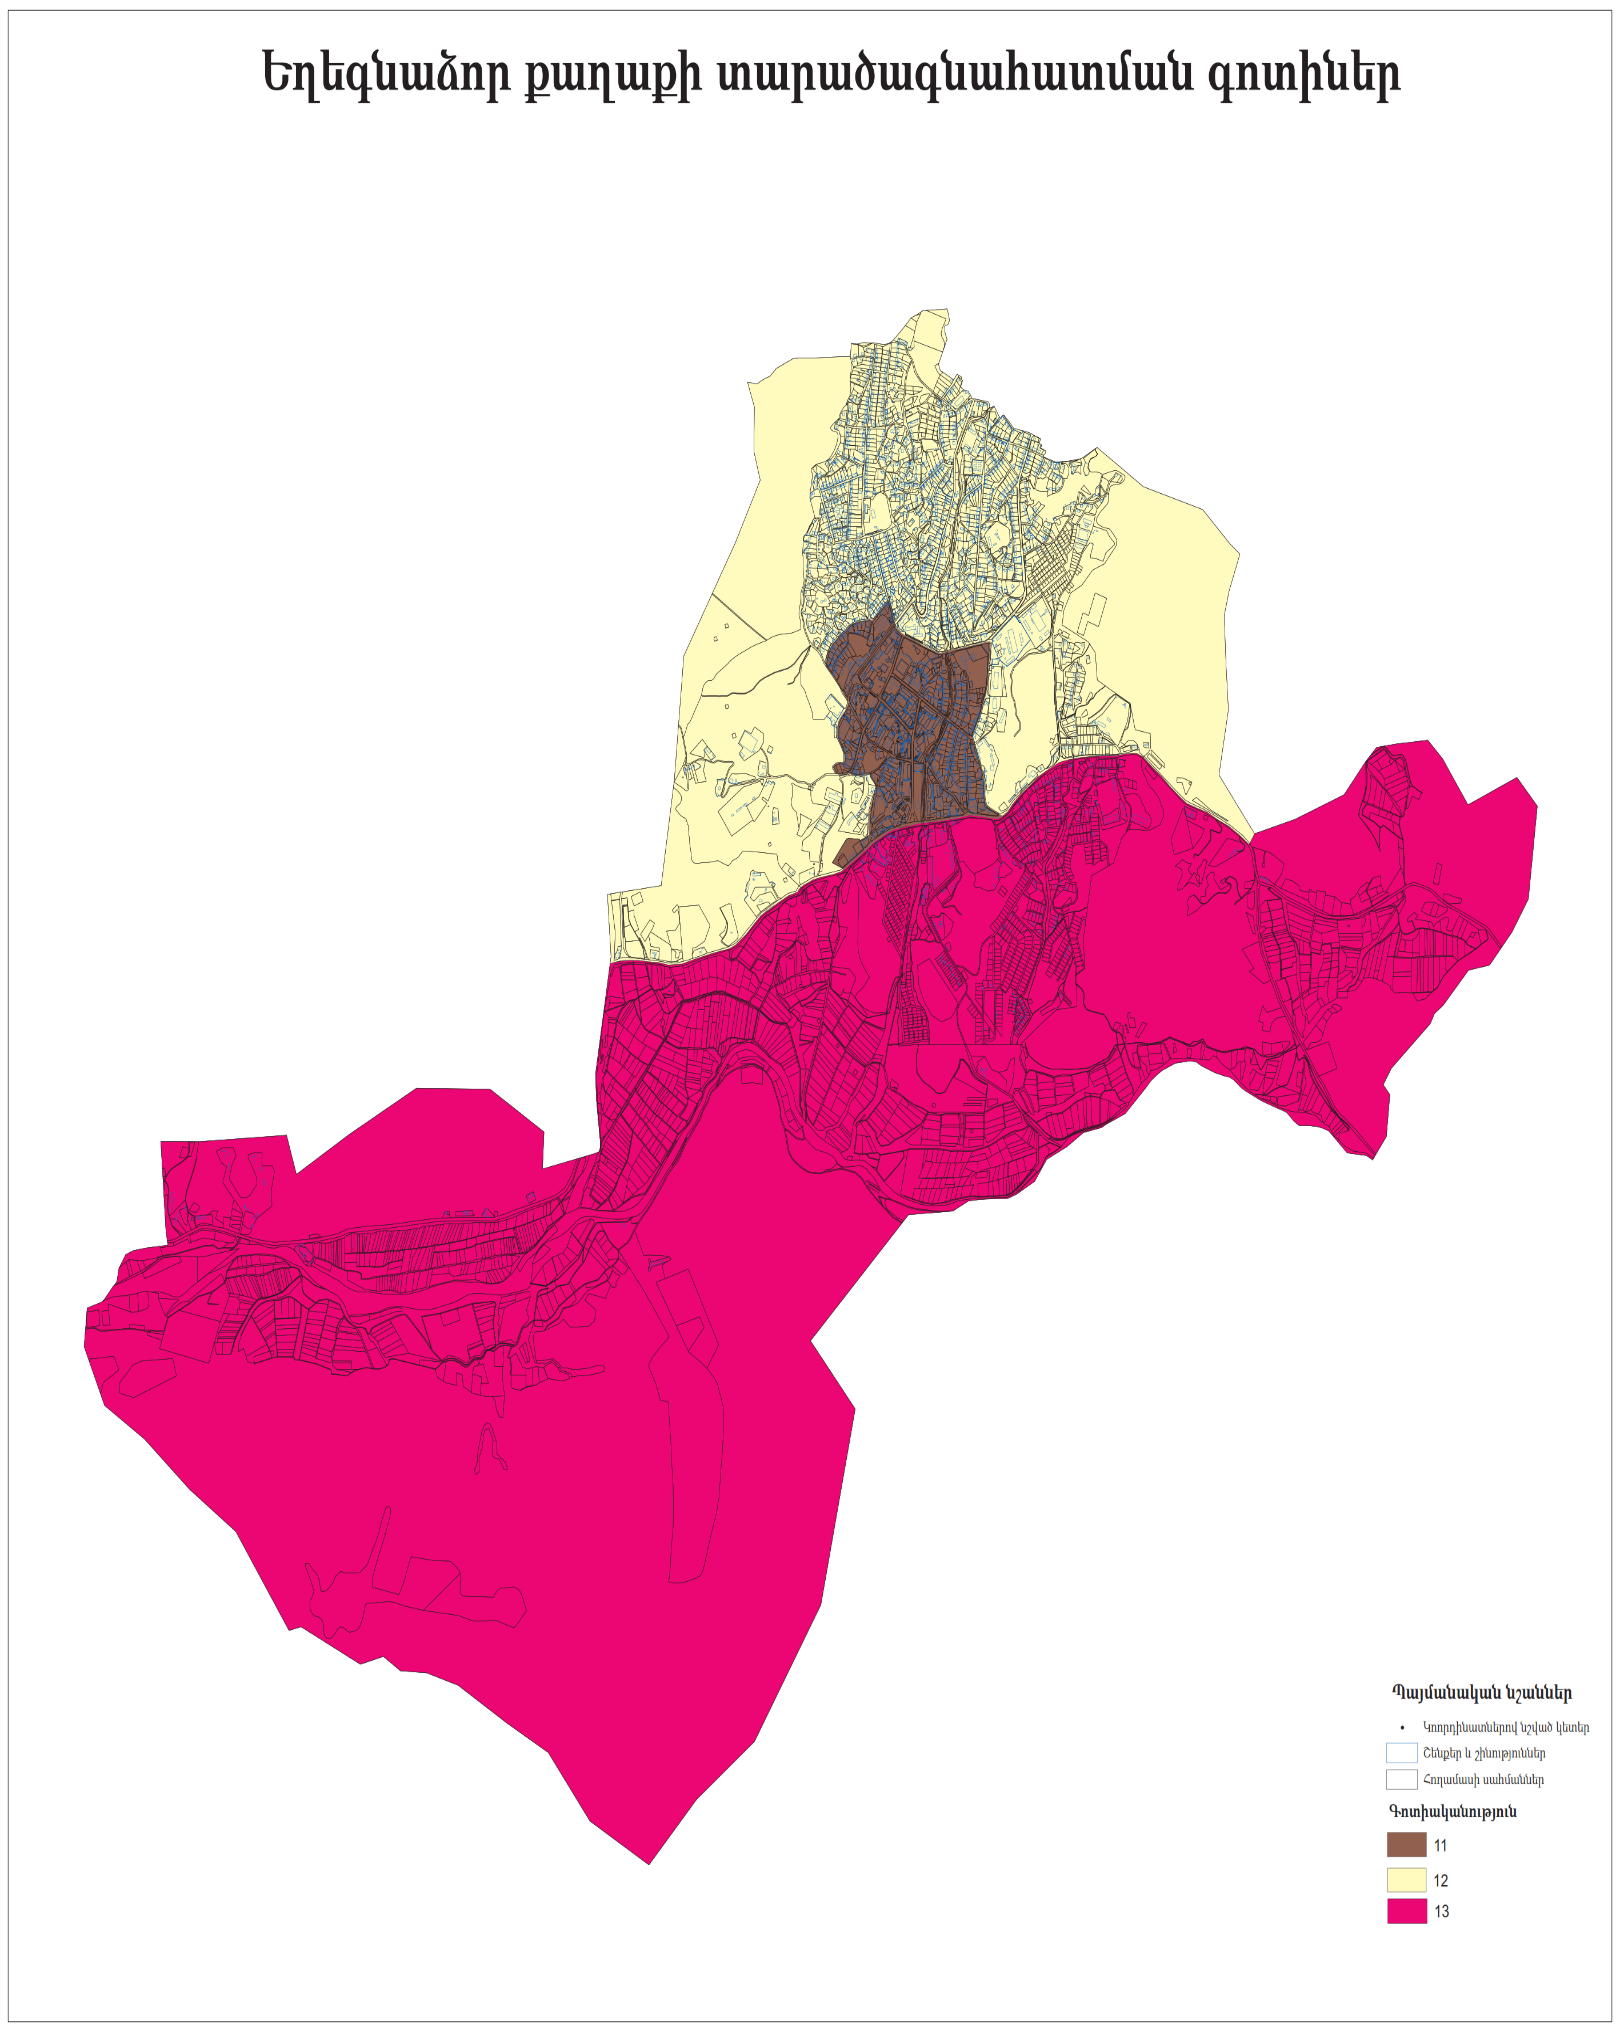 Եղեգնաձոր քաղաքի տարածագնահատման գոտիներ
Պայմանական նշաններ
Կոորդինատներով նշված կետեր
Շենքեր և շինություններ
Հողամասի սահմաններ
Գոտիականություն
11
12
13